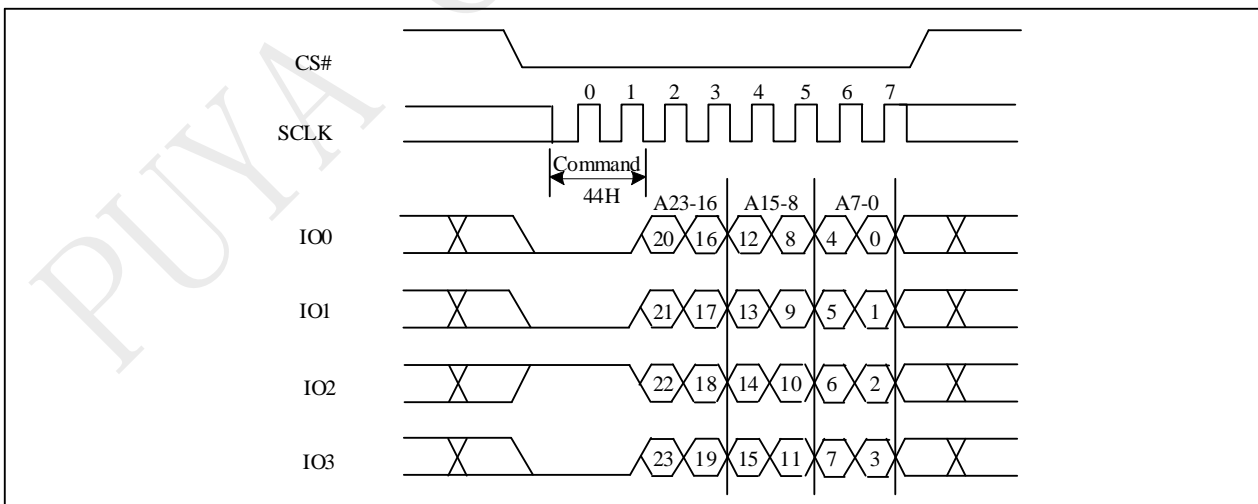 PUYA
CS#
0 1 2 3 4 5 6 7
SCLK
Command
44H
A23-16 A15-8 A7-0
IO0 20 16 12 8 4 0
IO1 21 17 13 9 5 1
IO2 22 18 14 10 6 2
IO3 23 19 15 11 7 3